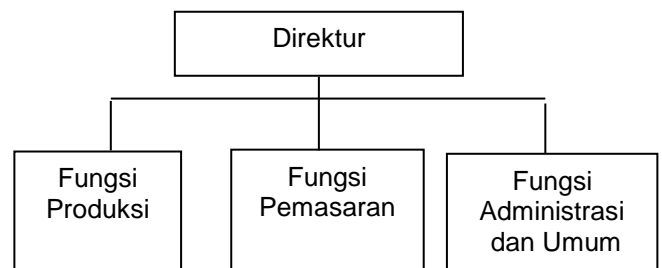 Direktur
Fungsi
Produksi
Fungsi
Pemasaran
Fungsi
Administrasi
dan Umum